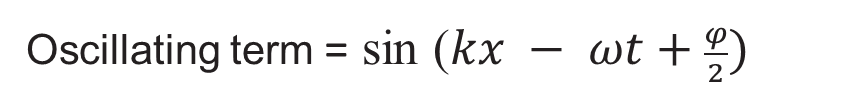 Oscillating term = sin (kx − ωt + φ/2)